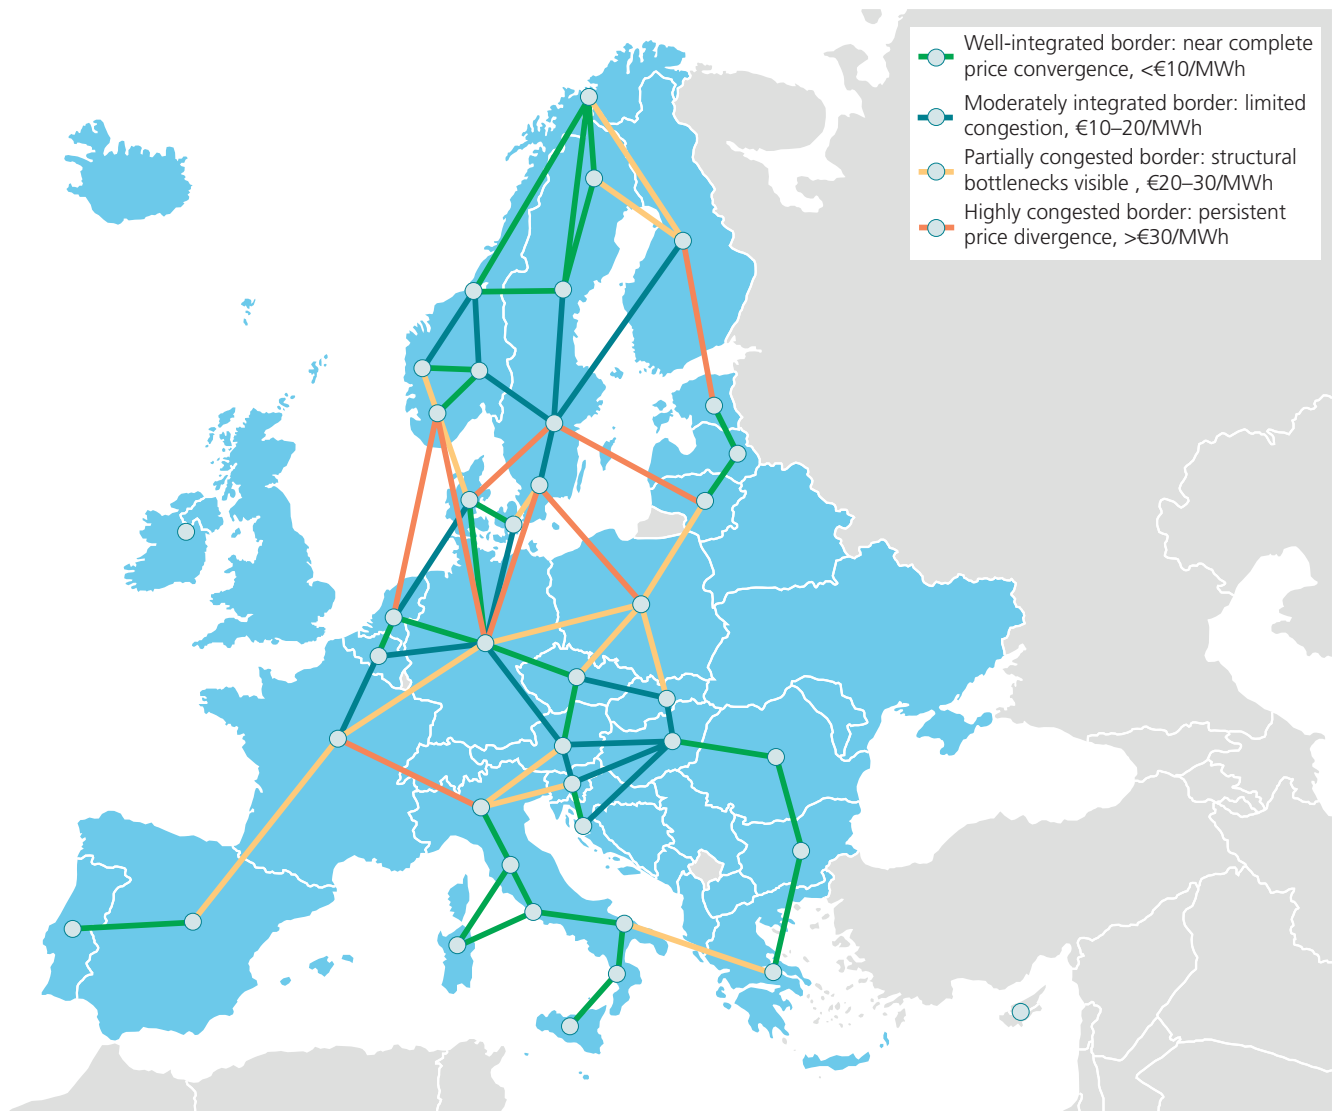 Well-integrated border: near complete
price convergence, <€10/MWh
Moderately integrated border: limited
congestion, €10–20/MWh
Partially congested border: structural
bottlenecks visible , €20–30/MWh
Highly congested border: persistent
price divergence, >€30/MWh